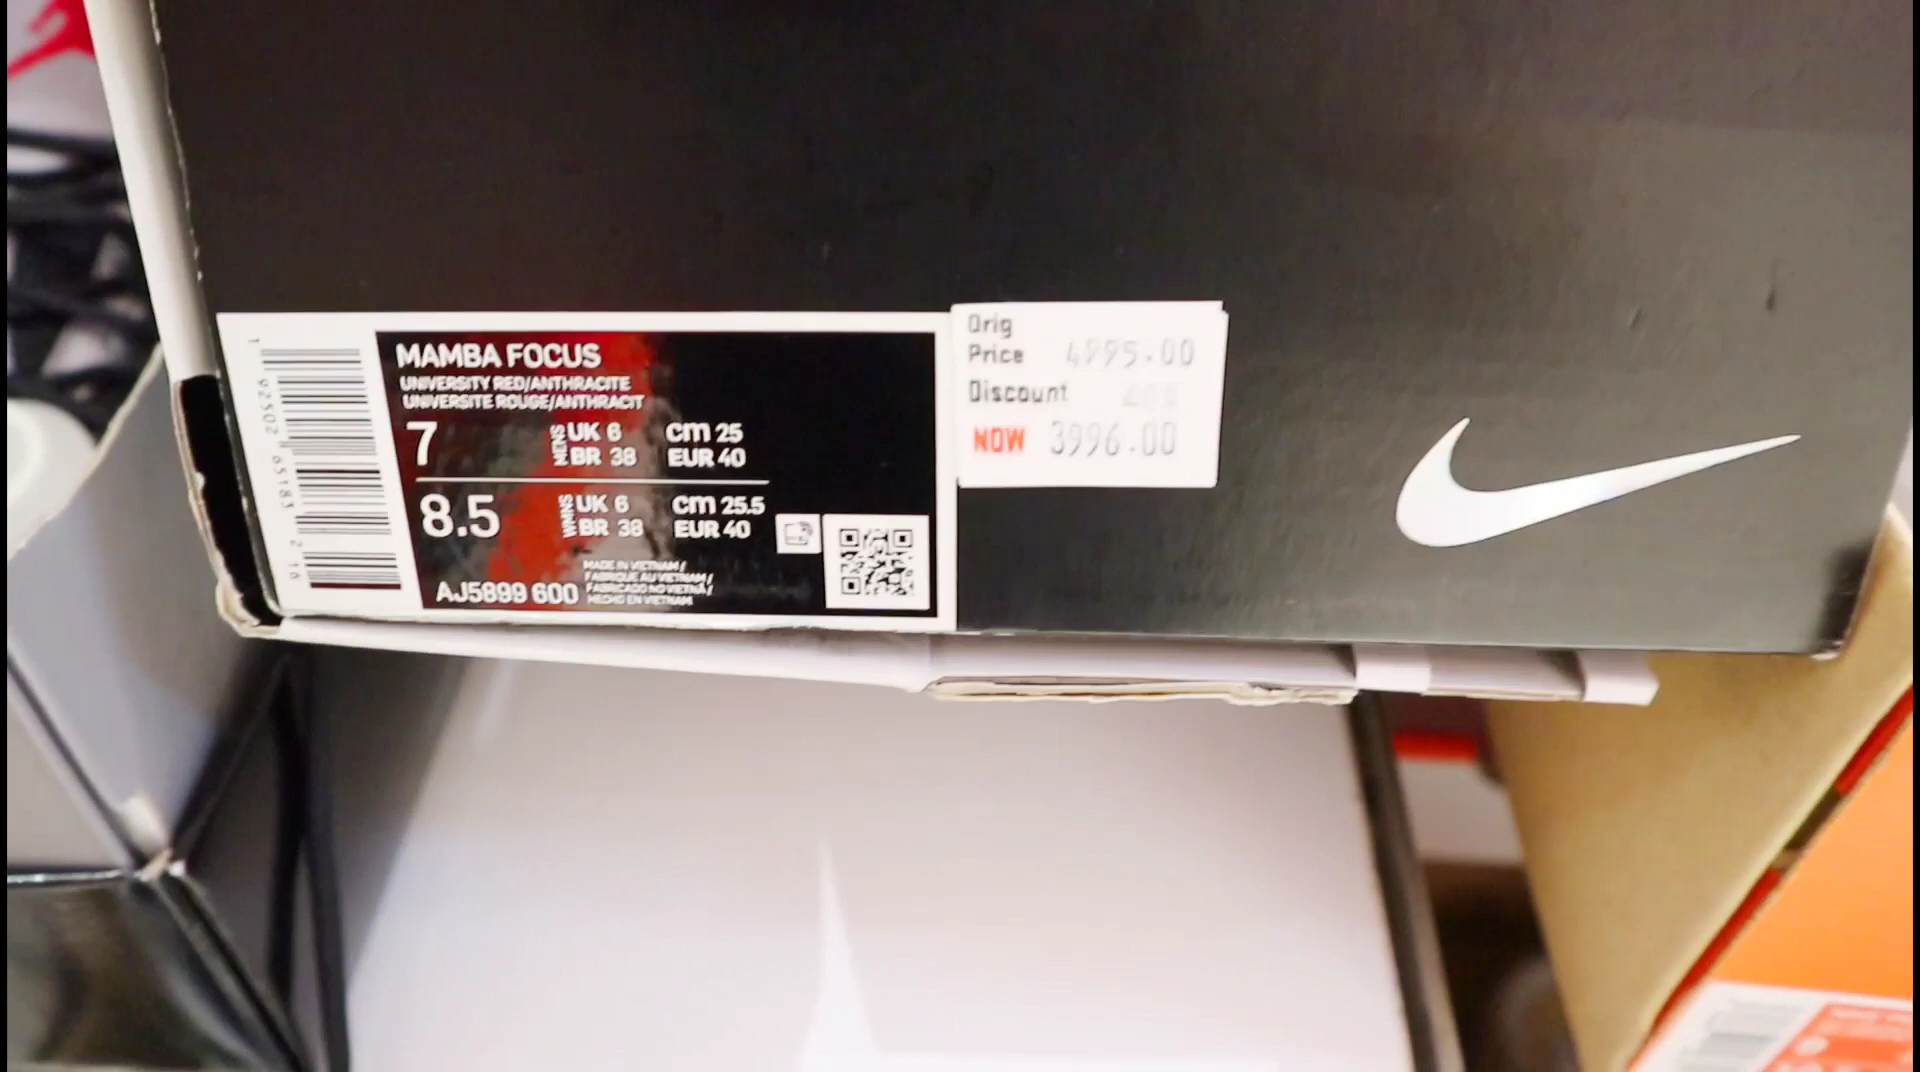 MAMBA FOCUS
UNIVERSITY RED/ANTHRACITE
UNIVERSITE ROUGE/ANTHRACIT
7 MENS UK 6 cm 25
BR 38 EUR 40
8.5 WMNS UK 6 cm 25.5
BR 38 EUR 40
AJ5899 600
MADE IN VIETNAM /
FABRIQUE AU VIETNAM /
FABRICADO NO VIETNÃ /
HECHO EN VIETNAM
Orig
Price 4995.00
Discount
NOW 3996.00